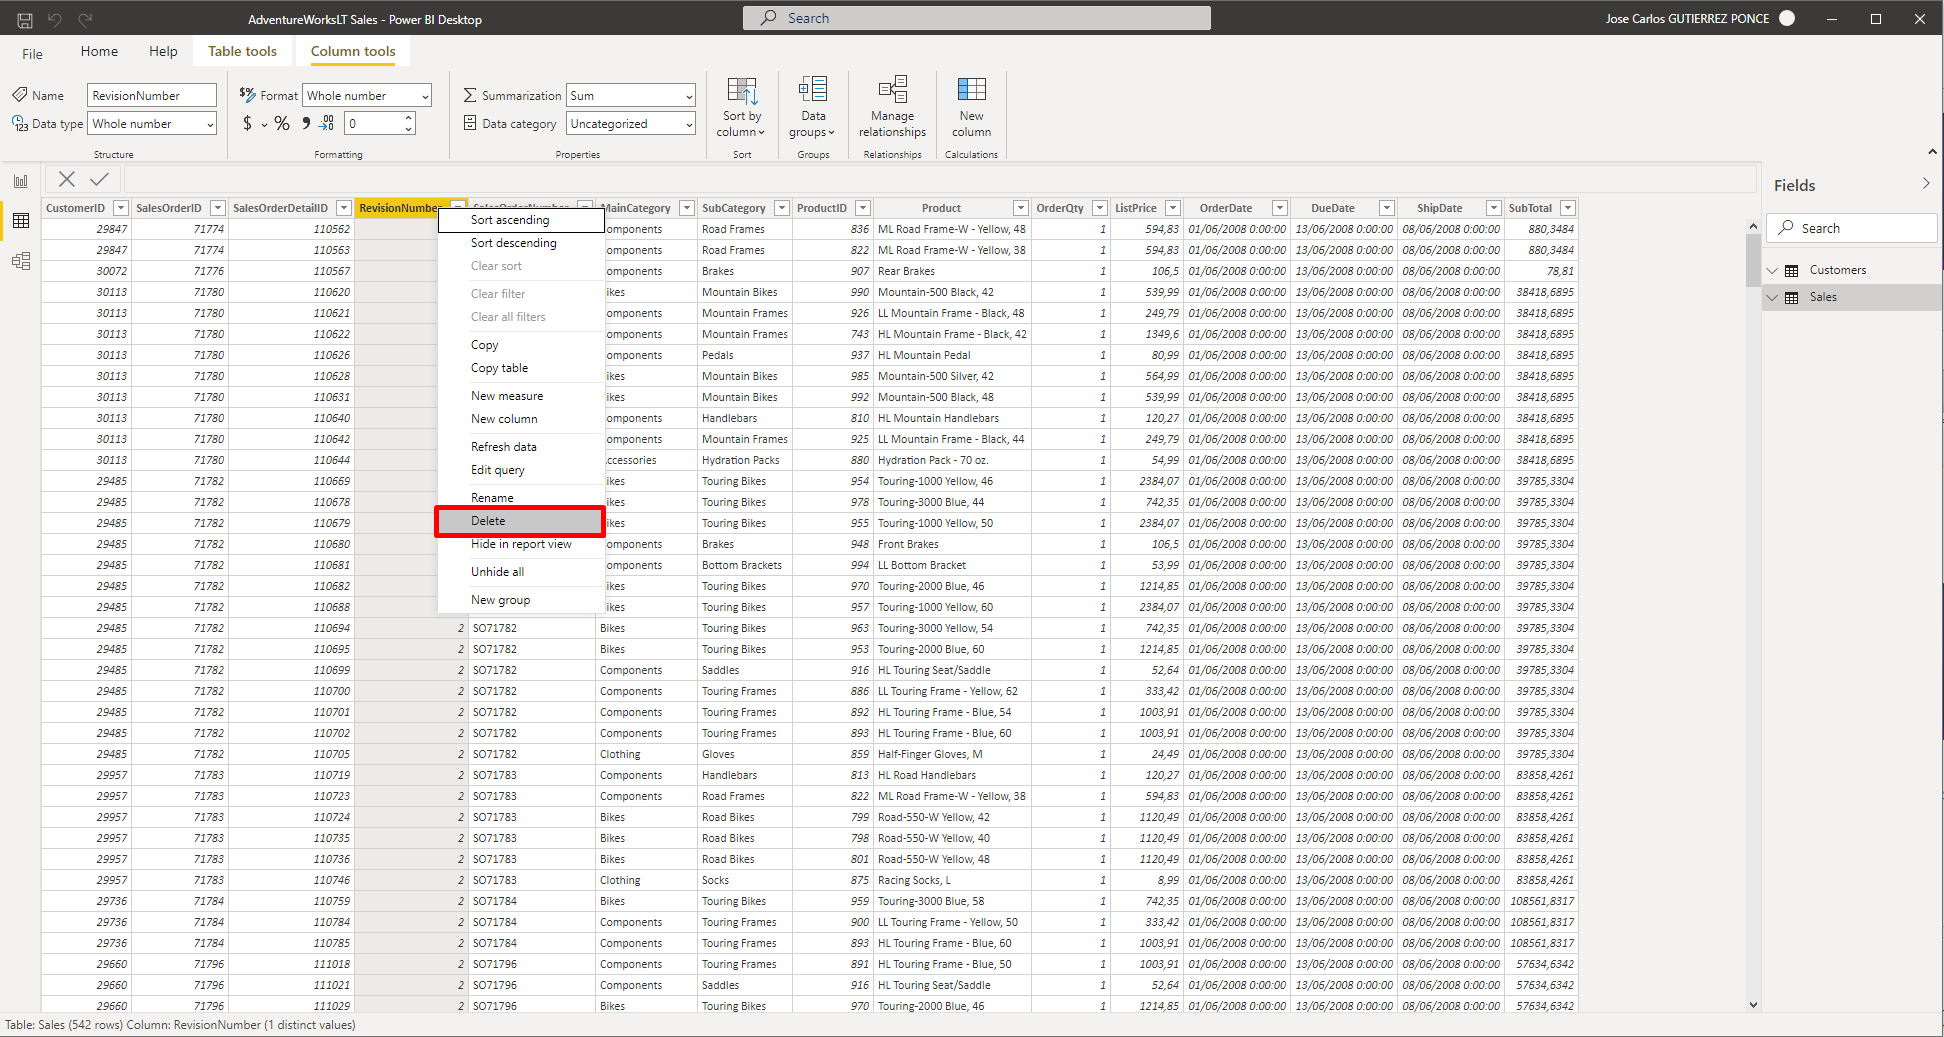 AdventureWorksLT Sales - Power BI Desktop
Search
Jose Carlos GUTIERREZ PONCE
File Home Help Table tools Column tools
Name RevisionNumber
Data type Whole number
Structure
$% Format Whole number
$ % 0
Formatting
Summarization Sum
Data category Uncategorized
Properties
Sort by column
Sort
Data groups
Groups
Manage relationships
Relationships
New column
Calculations
CustomerID SalesOrderID SalesOrderDetailID RevisionNumber MainCategory SubCategory ProductID Product OrderQty ListPrice OrderDate DueDate ShipDate SubTotal
29847 71774 110562 omponents Road Frames 836 ML Road Frame-W - Yellow, 48 1 594,83 01/06/2008 0:00:00 13/06/2008 0:00:00 08/06/2008 0:00:00 880,3484
29847 71774 110563 omponents Road Frames 822 ML Road Frame-W - Yellow, 38 1 594,83 01/06/2008 0:00:00 13/06/2008 0:00:00 08/06/2008 0:00:00 880,3484
30072 71776 110567 omponents Brakes 907 Rear Brakes 1 106,5 01/06/2008 0:00:00 13/06/2008 0:00:00 08/06/2008 0:00:00 78,81
30113 71780 110620 ikes Mountain Bikes 990 Mountain-500 Black, 42 1 539,99 01/06/2008 0:00:00 13/06/2008 0:00:00 08/06/2008 0:00:00 38418,6895
30113 71780 110621 omponents Mountain Frames 926 LL Mountain Frame - Black, 48 1 249,79 01/06/2008 0:00:00 13/06/2008 0:00:00 08/06/2008 0:00:00 38418,6895
30113 71780 110622 omponents Mountain Frames 743 HL Mountain Frame - Black, 42 1 1349,6 01/06/2008 0:00:00 13/06/2008 0:00:00 08/06/2008 0:00:00 38418,6895
30113 71780 110626 omponents Pedals 937 HL Mountain Pedal 1 80,99 01/06/2008 0:00:00 13/06/2008 0:00:00 08/06/2008 0:00:00 38418,6895
30113 71780 110628 ikes Mountain Bikes 985 Mountain-500 Silver, 42 1 564,99 01/06/2008 0:00:00 13/06/2008 0:00:00 08/06/2008 0:00:00 38418,6895
30113 71780 110631 ikes Mountain Bikes 992 Mountain-500 Black, 48 1 539,99 01/06/2008 0:00:00 13/06/2008 0:00:00 08/06/2008 0:00:00 38418,6895
30113 71780 110640 omponents Handlebars 810 HL Mountain Handlebars 1 120,27 01/06/2008 0:00:00 13/06/2008 0:00:00 08/06/2008 0:00:00 38418,6895
30113 71780 110642 omponents Mountain Frames 925 LL Mountain Frame - Black, 44 1 249,79 01/06/2008 0:00:00 13/06/2008 0:00:00 08/06/2008 0:00:00 38418,6895
30113 71780 110644 ccessories Hydration Packs 880 Hydration Pack - 70 oz. 1 54,99 01/06/2008 0:00:00 13/06/2008 0:00:00 08/06/2008 0:00:00 38418,6895
29485 71782 110669 ikes Touring Bikes 954 Touring-1000 Yellow, 46 1 2384,07 01/06/2008 0:00:00 13/06/2008 0:00:00 08/06/2008 0:00:00 39785,3304
29485 71782 110678 ikes Touring Bikes 978 Touring-3000 Blue, 44 1 742,35 01/06/2008 0:00:00 13/06/2008 0:00:00 08/06/2008 0:00:00 39785,3304
29485 71782 110679 ikes Touring Bikes 955 Touring-1000 Yellow, 50 1 2384,07 01/06/2008 0:00:00 13/06/2008 0:00:00 08/06/2008 0:00:00 39785,3304
29485 71782 110680 omponents Brakes 948 Front Brakes 1 106,5 01/06/2008 0:00:00 13/06/2008 0:00:00 08/06/2008 0:00:00 39785,3304
29485 71782 110681 omponents Bottom Brackets 994 LL Bottom Bracket 1 53,99 01/06/2008 0:00:00 13/06/2008 0:00:00 08/06/2008 0:00:00 39785,3304
29485 71782 110682 ikes Touring Bikes 970 Touring-2000 Blue, 46 1 1214,85 01/06/2008 0:00:00 13/06/2008 0:00:00 08/06/2008 0:00:00 39785,3304
29485 71782 110688 ikes Touring Bikes 957 Touring-1000 Yellow, 60 1 2384,07 01/06/2008 0:00:00 13/06/2008 0:00:00 08/06/2008 0:00:00 39785,3304
29485 71782 110694 2 SO71782 Bikes Touring Bikes 963 Touring-3000 Yellow, 54 1 742,35 01/06/2008 0:00:00 13/06/2008 0:00:00 08/06/2008 0:00:00 39785,3304
29485 71782 110695 2 SO71782 Bikes Touring Bikes 953 Touring-2000 Blue, 60 1 1214,85 01/06/2008 0:00:00 13/06/2008 0:00:00 08/06/2008 0:00:00 39785,3304
29485 71782 110699 2 SO71782 Components Saddles 916 HL Touring Seat/Saddle 1 52,64 01/06/2008 0:00:00 13/06/2008 0:00:00 08/06/2008 0:00:00 39785,3304
29485 71782 110700 2 SO71782 Components Touring Frames 886 LL Touring Frame - Yellow, 62 1 333,42 01/06/2008 0:00:00 13/06/2008 0:00:00 08/06/2008 0:00:00 39785,3304
29485 71782 110701 2 SO71782 Components Touring Frames 892 HL Touring Frame - Blue, 54 1 1003,91 01/06/2008 0:00:00 13/06/2008 0:00:00 08/06/2008 0:00:00 39785,3304
29485 71782 110702 2 SO71782 Components Touring Frames 893 HL Touring Frame - Blue, 60 1 1003,91 01/06/2008 0:00:00 13/06/2008 0:00:00 08/06/2008 0:00:00 39785,3304
29485 71782 110705 2 SO71782 Clothing Gloves 859 Half-Finger Gloves, M 1 24,49 01/06/2008 0:00:00 13/06/2008 0:00:00 08/06/2008 0:00:00 39785,3304
29957 71783 110719 2 SO71783 Components Handlebars 813 HL Road Handlebars 1 120,27 01/06/2008 0:00:00 13/06/2008 0:00:00 08/06/2008 0:00:00 83858,4261
29957 71783 110723 2 SO71783 Components Road Frames 822 ML Road Frame-W - Yellow, 38 1 594,83 01/06/2008 0:00:00 13/06/2008 0:00:00 08/06/2008 0:00:00 83858,4261
29957 71783 110724 2 SO71783 Bikes Road Bikes 799 Road-550-W Yellow, 42 1 1120,49 01/06/2008 0:00:00 13/06/2008 0:00:00 08/06/2008 0:00:00 83858,4261
29957 71783 110735 2 SO71783 Bikes Road Bikes 798 Road-550-W Yellow, 40 1 1120,49 01/06/2008 0:00:00 13/06/2008 0:00:00 08/06/2008 0:00:00 83858,4261
29957 71783 110736 2 SO71783 Bikes Road Bikes 801 Road-550-W Yellow, 48 1 1120,49 01/06/2008 0:00:00 13/06/2008 0:00:00 08/06/2008 0:00:00 83858,4261
29957 71783 110746 2 SO71783 Clothing Socks 875 Racing Socks, L 1 8,99 01/06/2008 0:00:00 13/06/2008 0:00:00 08/06/2008 0:00:00 83858,4261
29736 71784 110759 2 SO71784 Bikes Touring Bikes 959 Touring-3000 Blue, 58 1 742,35 01/06/2008 0:00:00 13/06/2008 0:00:00 08/06/2008 0:00:00 108561,8317
29736 71784 110784 2 SO71784 Components Touring Frames 900 LL Touring Frame - Yellow, 50 1 333,42 01/06/2008 0:00:00 13/06/2008 0:00:00 08/06/2008 0:00:00 108561,8317
29736 71784 110785 2 SO71784 Components Touring Frames 893 HL Touring Frame - Blue, 60 1 1003,91 01/06/2008 0:00:00 13/06/2008 0:00:00 08/06/2008 0:00:00 108561,8317
29660 71796 111018 2 SO71796 Components Touring Frames 891 HL Touring Frame - Blue, 50 1 1003,91 01/06/2008 0:00:00 13/06/2008 0:00:00 08/06/2008 0:00:00 57634,6342
29660 71796 111021 2 SO71796 Components Saddles 916 HL Touring Seat/Saddle 1 52,64 01/06/2008 0:00:00 13/06/2008 0:00:00 08/06/2008 0:00:00 57634,6342
29660 71796 111029 2 SO71796 Bikes Touring Bikes 970 Touring-2000 Blue, 46 1 1214,85 01/06/2008 0:00:00 13/06/2008 0:00:00 08/06/2008 0:00:00 57634,6342
Sort ascending
Sort descending
Clear sort
Clear filter
Clear all filters
Copy
Copy table
New measure
New column
Refresh data
Edit query
Rename
Delete
Hide in report view
Unhide all
New group
Fields
Search
Customers
Sales
Table: Sales (542 rows) Column: RevisionNumber (1 distinct values)